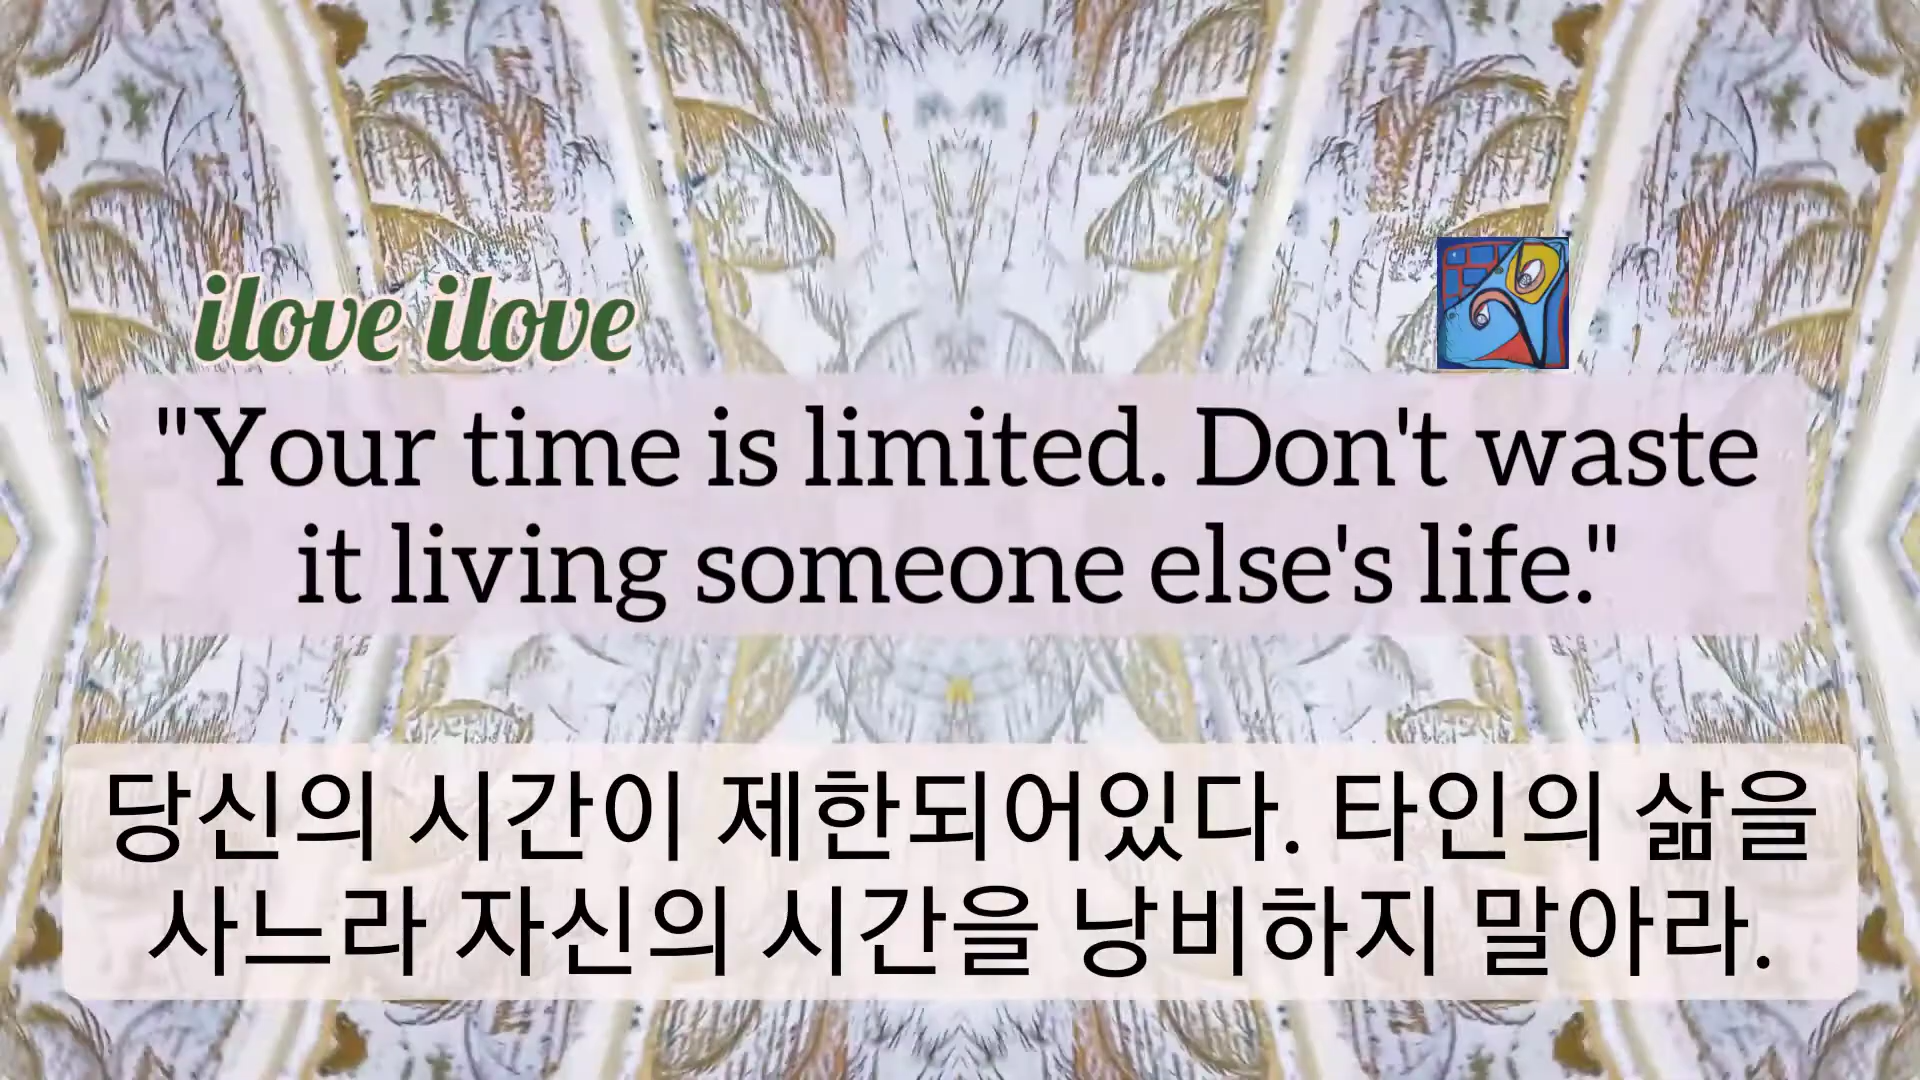 ilove ilove
"Your time is limited. Don't waste
it living someone else's life."
당신의 시간이 제한되어있다. 타인의 삶을
사느라 자신의 시간을 낭비하지 말아라.